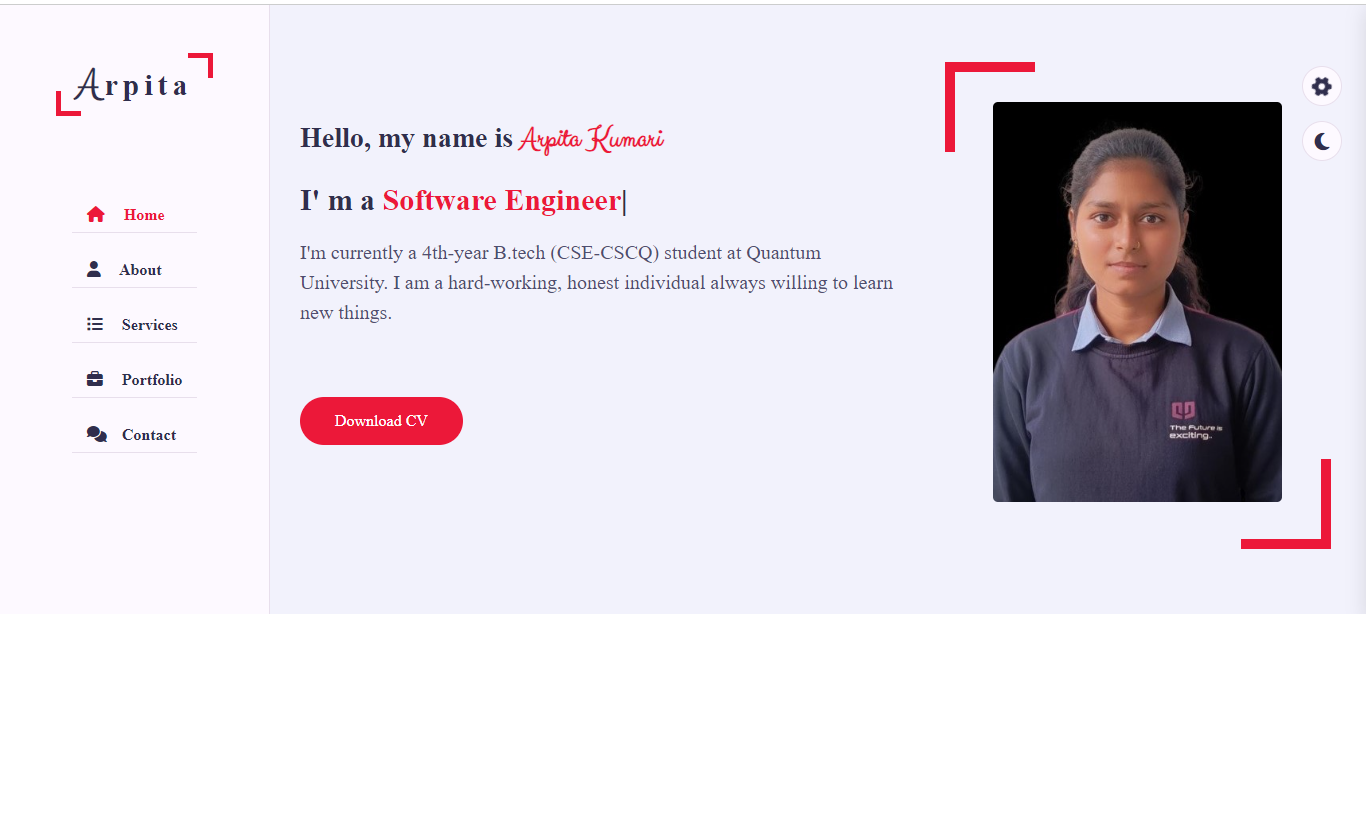 Arpita
Home
About
Services
Portfolio
Contact
Hello, my name is Arpita Kumari
I' m a Software Engineer|
I'm currently a 4th-year B.tech (CSE-CSCQ) student at Quantum
University. I am a hard-working, honest individual always willing to learn
new things.
Download CV
The Future is
exciting..